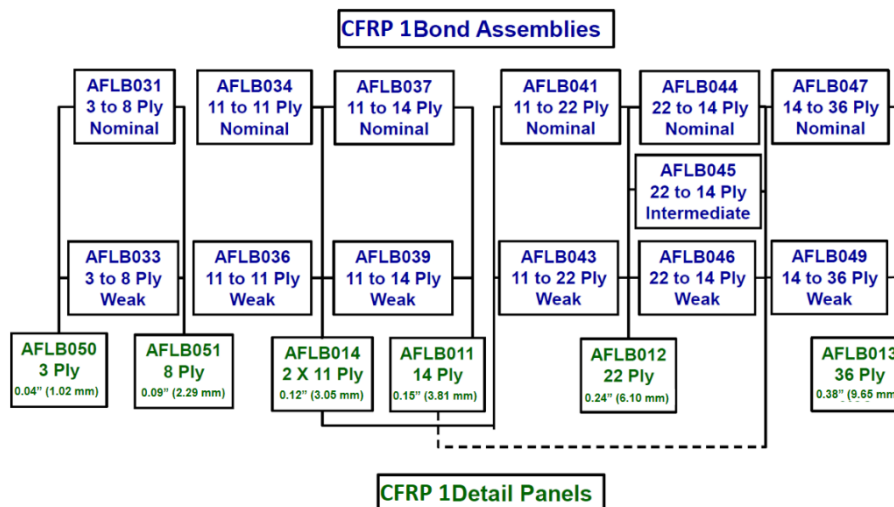 CFRP 1Bond Assemblies
AFLB031
3 to 8 Ply
Nominal
AFLB034
11 to 11 Ply
Nominal
AFLB037
11 to 14 Ply
Nominal
AFLB041
11 to 22 Ply
Nominal
AFLB044
22 to 14 Ply
Nominal
AFLB047
14 to 36 Ply
Nominal
AFLB045
22 to 14 Ply
Intermediate
AFLB033
3 to 8 Ply
Weak
AFLB036
11 to 11 Ply
Weak
AFLB039
11 to 14 Ply
Weak
AFLB043
11 to 22 Ply
Weak
AFLB046
22 to 14 Ply
Weak
AFLB049
14 to 36 Ply
Weak
AFLB050
3 Ply
0.04” (1.02 mm)
AFLB051
8 Ply
0.09” (2.29 mm)
AFLB014
2 X 11 Ply
0.12” (3.05 mm)
AFLB011
14 Ply
0.15” (3.81 mm)
AFLB012
22 Ply
0.24” (6.10 mm)
AFLB013
36 Ply
0.38” (9.65 mm
CFRP 1Detail Panels